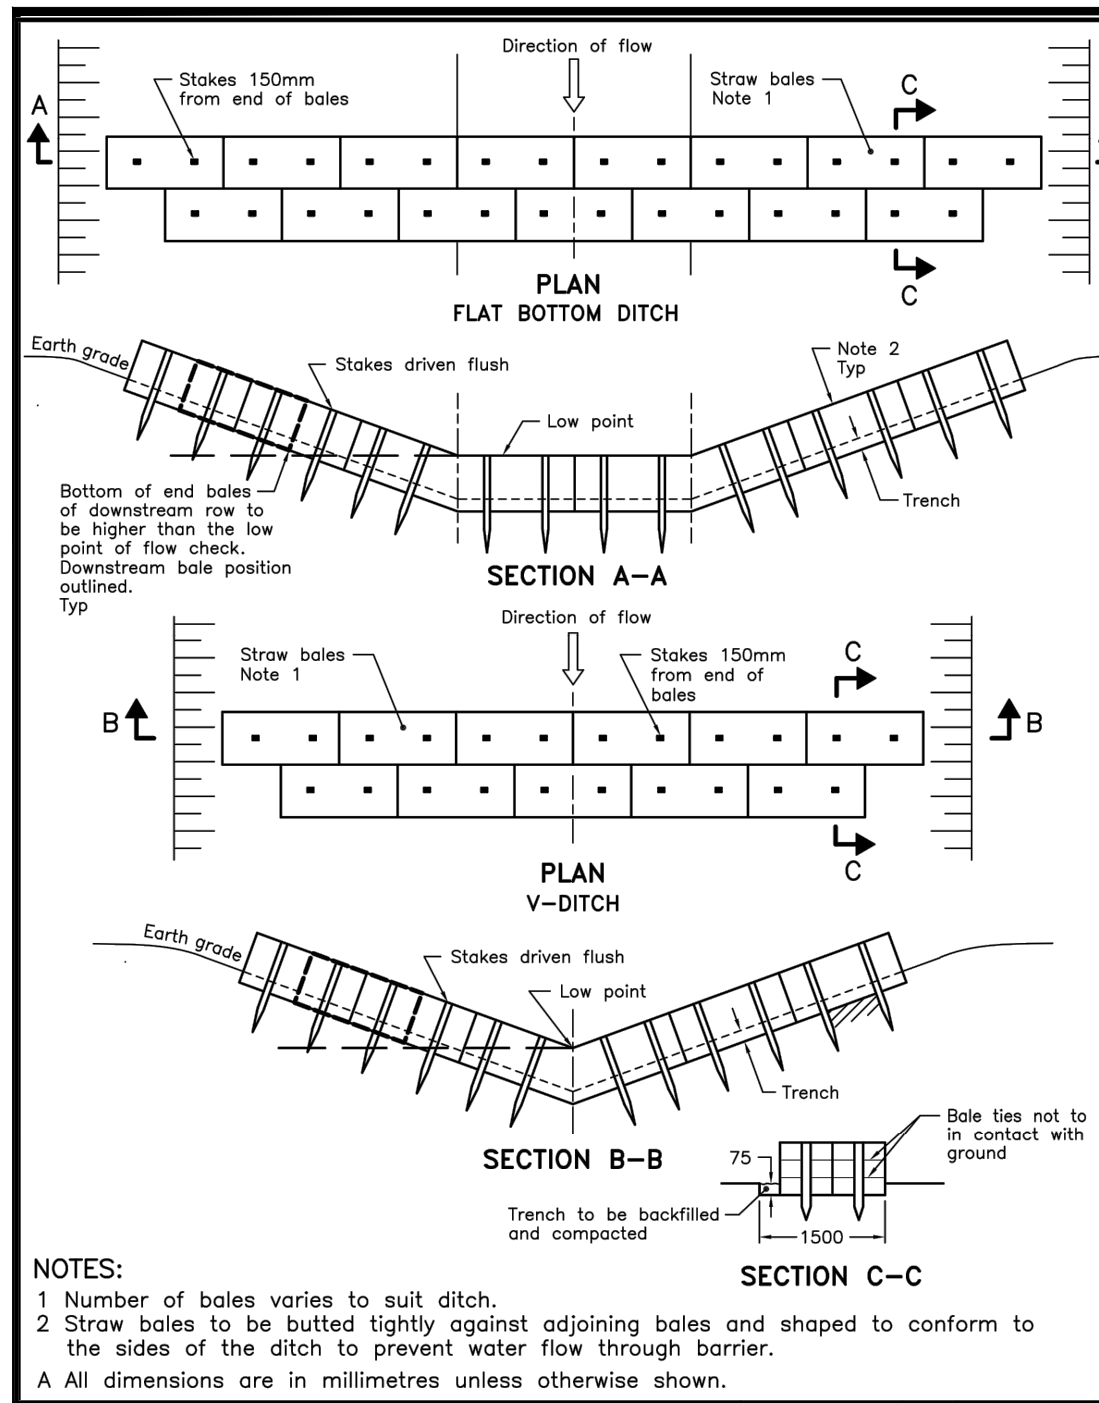 Direction of flow
Stakes 150mm
from end of bales
Straw bales
Note 1
C
A
C
PLAN
FLAT BOTTOM DITCH
Earth grade
Stakes driven flush
Note 2
Typ
Low point
Trench
Bottom of end bales
of downstream row to
be higher than the low
point of flow check.
Downstream bale position
outlined.
Typ
SECTION A-A
Direction of flow
Straw bales
Note 1
Stakes 150mm
from end of
bales
C
B
B
C
PLAN
V-DITCH
Earth grade
Stakes driven flush
Low point
Trench
SECTION B-B
Bale ties not to
in contact with
ground
75
Trench to be backfilled
and compacted
1500
SECTION C-C
NOTES:
1 Number of bales varies to suit ditch.
2 Straw bales to be butted tightly against adjoining bales and shaped to conform to
the sides of the ditch to prevent water flow through barrier.
A All dimensions are in millimetres unless otherwise shown.